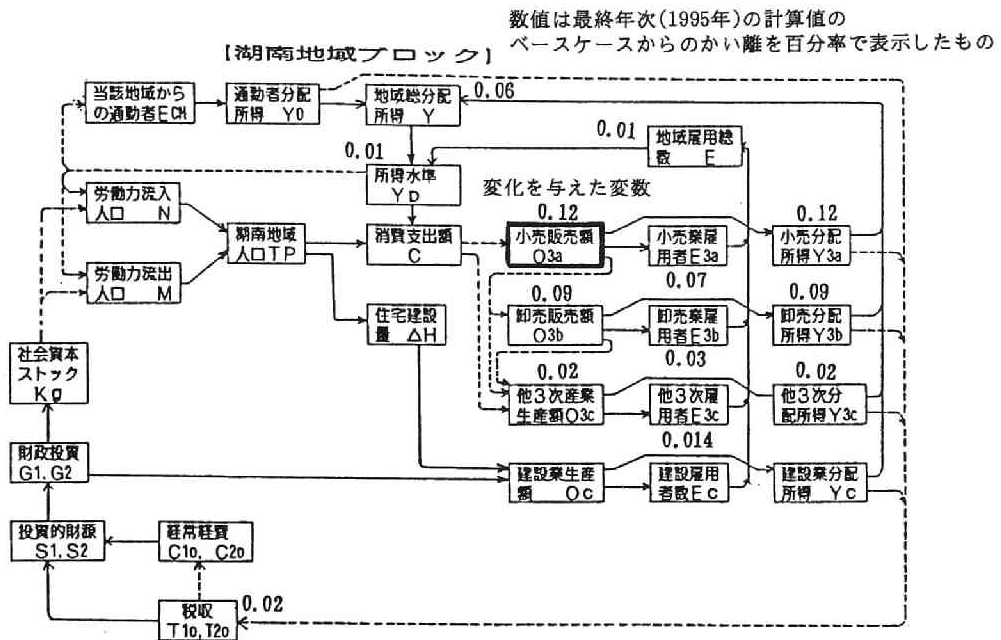 数値は最終年次(1995年)の計算値の
ベースケースからのかい離を百分率で表示したもの
【湖南地域ブロック】
当該地域から
の通勤者ECH
通勤者分配
所得 YO
地域総分配
所得 Y
0.06
0.01
地域雇用総
数 E
0.01
所得水準
YD
変化を与えた変数
労働力流入
人口 N
湖南地域
人口TP
消費支出額
C
0.12
小売販売額
O3a
小売業雇
用者E3a
0.12
小売分配
所得Y3a
労働力流出
人口 M
0.07
0.09
卸売販売額
O3b
卸売業雇
用者E3b
0.09
卸売分配
所得Y3b
住宅建設
量 ΔH
0.03
社会資本
ストック
Kg
0.02
他3次産業
生産額O3c
他3次雇
用者E3c
0.02
他3次分
配所得Y3c
0.014
財政投資
G1,G2
建設業生産
額 Oc
建設雇用
者数Ec
建設業分配
所得 Yc
投資的財源
S1,S2
経常経費
C1o, C2o
税収
T1o,T2o
0.02